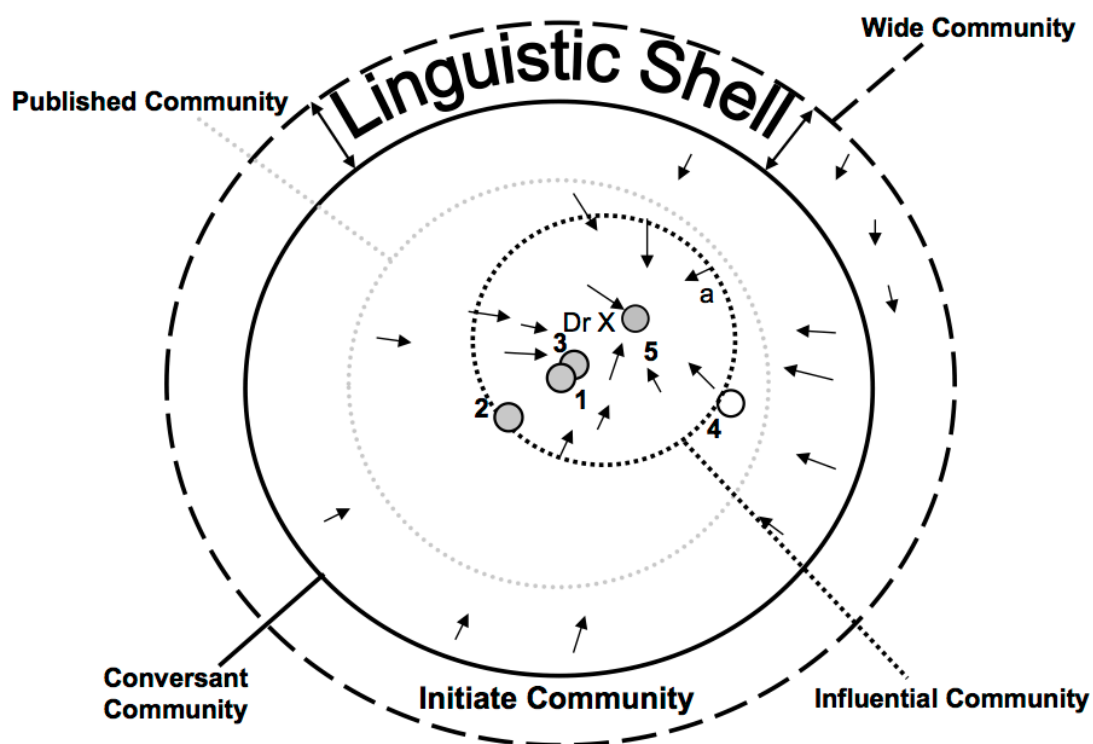 Wide Community
Linguistic Shell
Published Community
a
Dr X
3
5
1
2
4
Conversant
Community
Initiate Community
Influential Community